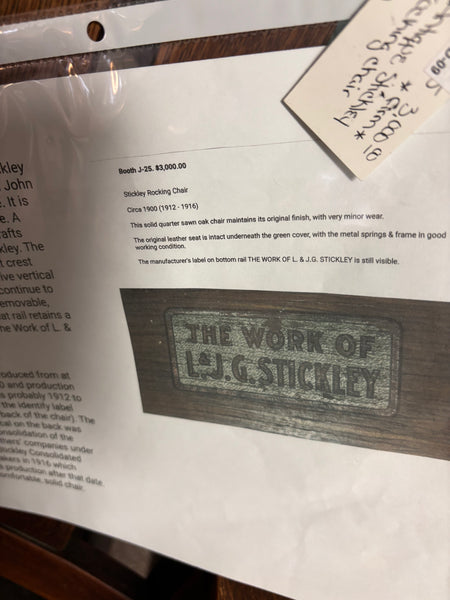 Booth J-25. $3,000.00
Stickley Rocking Chair
Circa 1900 (1912 - 1916)
This solid quarter sawn oak chair maintains its original finish, with very minor wear.
The original leather seat is intact underneath the green cover, with the metal springs & frame in good
working condition.
The manufacturer's label on bottom rail THE WORK OF L. & J.G. STICKLEY is still visible.
THE WORK OF
L & J.G. STICKLEY
kley
John
. It is
e. A
afts
kley. The
t crest
ive vertical
continue to
emovable,
at rail retains a
he Work of L. &
roduced from at
0 and production
s probably 1912 to
the identity label
back of the chair). The
cal on the back was
onsolidation of the
thers' companies under
Stickley Consolidated
akers in 1916 which
s production after that date.
omfortable, solid chair.
Stickley
*firm*
chair